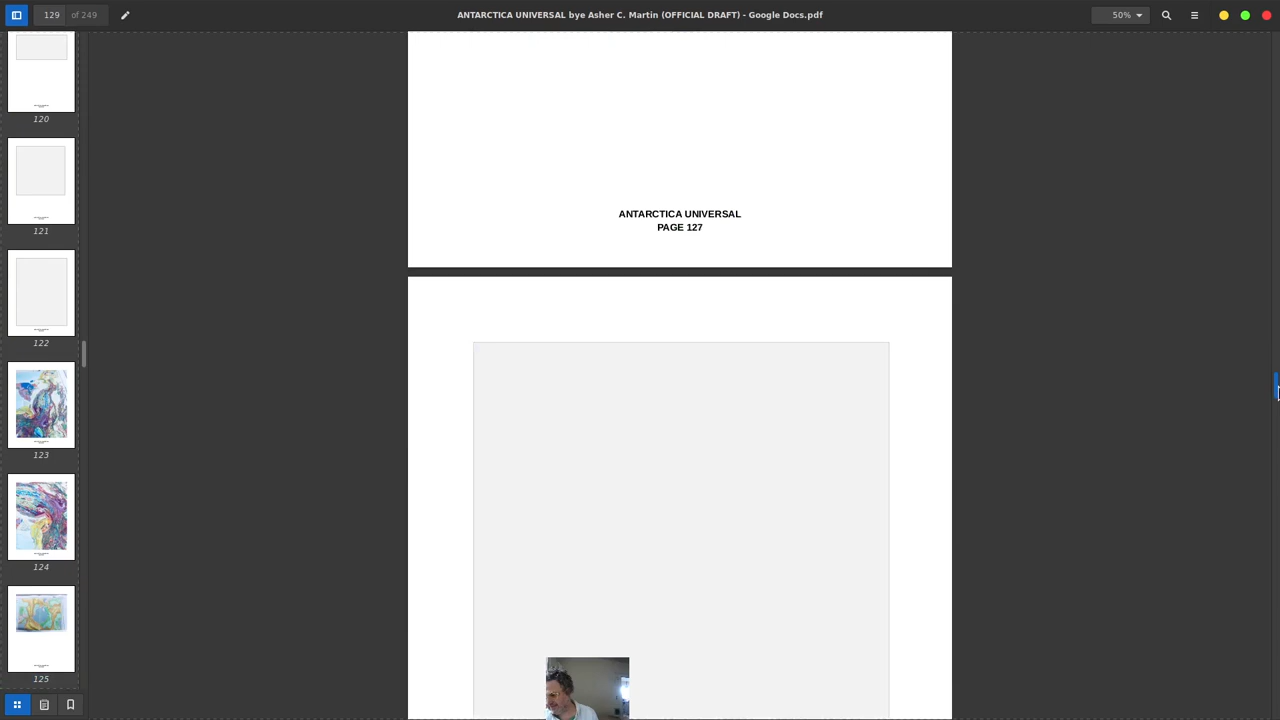 129 of 249
ANTARCTICA UNIVERSAL bye Asher C. Martin (OFFICIAL DRAFT) - Google Docs.pdf
50%
120
121
122
123
124
125
ANTARCTICA UNIVERSAL
PAGE 127